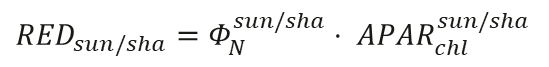 RED_{sun/sha} = Φ_N^{sun/sha} · APAR_{chl}^{sun/sha}